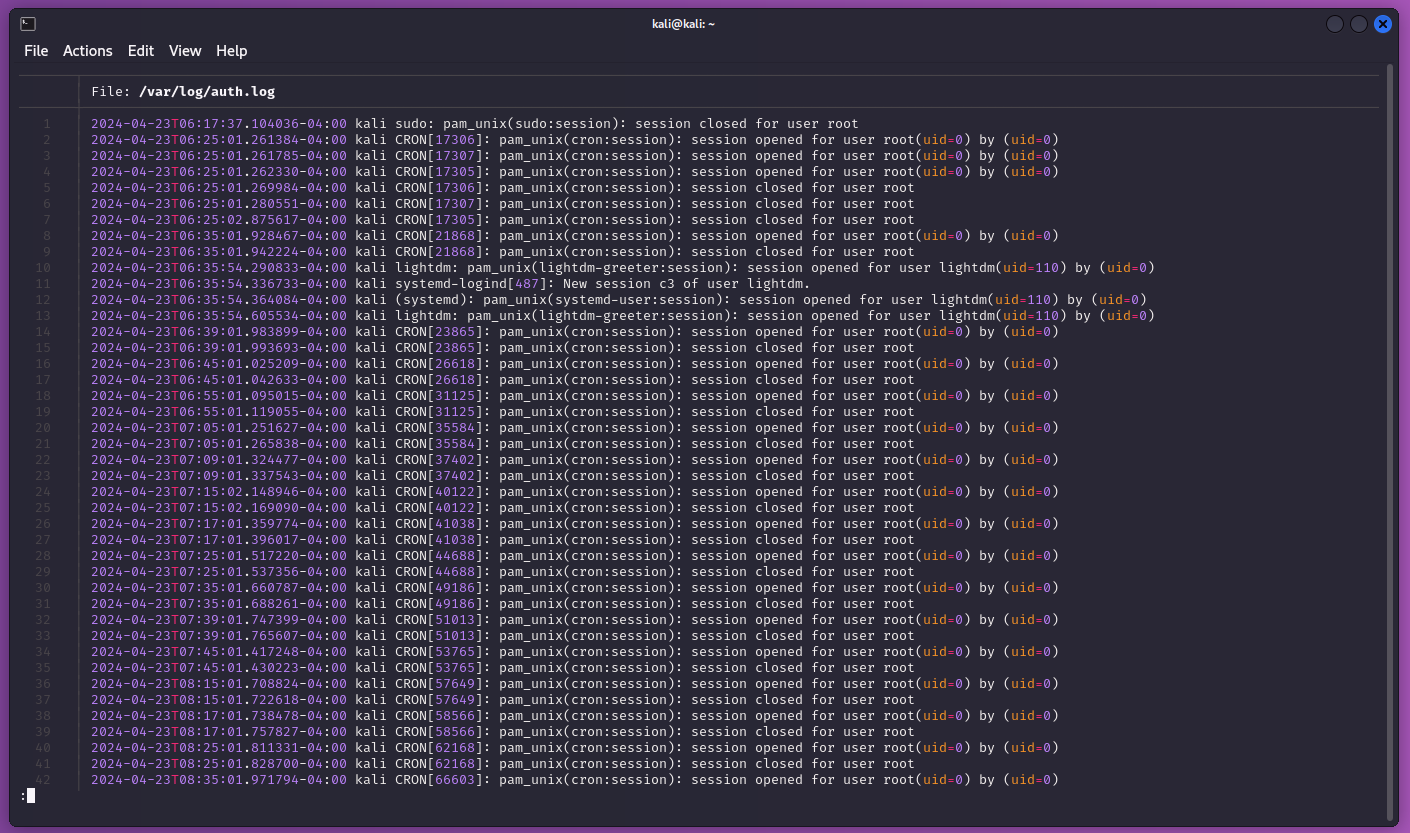 kali@kali: ~
File Actions Edit View Help
File: /var/log/auth.log
1 2024-04-23T06:17:37.104036-04:00 kali sudo: pam_unix(sudo:session): session closed for user root
2 2024-04-23T06:25:01.261384-04:00 kali CRON[17306]: pam_unix(cron:session): session opened for user root(uid=0) by (uid=0)
3 2024-04-23T06:25:01.261785-04:00 kali CRON[17307]: pam_unix(cron:session): session opened for user root(uid=0) by (uid=0)
4 2024-04-23T06:25:01.262330-04:00 kali CRON[17305]: pam_unix(cron:session): session opened for user root(uid=0) by (uid=0)
5 2024-04-23T06:25:01.269984-04:00 kali CRON[17306]: pam_unix(cron:session): session closed for user root
6 2024-04-23T06:25:01.280551-04:00 kali CRON[17307]: pam_unix(cron:session): session closed for user root
7 2024-04-23T06:25:02.875617-04:00 kali CRON[17305]: pam_unix(cron:session): session closed for user root
8 2024-04-23T06:35:01.928467-04:00 kali CRON[21868]: pam_unix(cron:session): session opened for user root(uid=0) by (uid=0)
9 2024-04-23T06:35:01.942224-04:00 kali CRON[21868]: pam_unix(cron:session): session closed for user root
10 2024-04-23T06:35:54.290833-04:00 kali lightdm: pam_unix(lightdm-greeter:session): session opened for user lightdm(uid=110) by (uid=0)
11 2024-04-23T06:35:54.336733-04:00 kali systemd-logind[487]: New session c3 of user lightdm.
12 2024-04-23T06:35:54.364084-04:00 kali (systemd): pam_unix(systemd-user:session): session opened for user lightdm(uid=110) by (uid=0)
13 2024-04-23T06:35:54.605534-04:00 kali lightdm: pam_unix(lightdm-greeter:session): session opened for user lightdm(uid=110) by (uid=0)
14 2024-04-23T06:39:01.983899-04:00 kali CRON[23865]: pam_unix(cron:session): session opened for user root(uid=0) by (uid=0)
15 2024-04-23T06:39:01.993693-04:00 kali CRON[23865]: pam_unix(cron:session): session closed for user root
16 2024-04-23T06:45:01.025209-04:00 kali CRON[26618]: pam_unix(cron:session): session opened for user root(uid=0) by (uid=0)
17 2024-04-23T06:45:01.042633-04:00 kali CRON[26618]: pam_unix(cron:session): session closed for user root
18 2024-04-23T06:55:01.095015-04:00 kali CRON[31125]: pam_unix(cron:session): session opened for user root(uid=0) by (uid=0)
19 2024-04-23T06:55:01.119055-04:00 kali CRON[31125]: pam_unix(cron:session): session closed for user root
20 2024-04-23T07:05:01.251627-04:00 kali CRON[35584]: pam_unix(cron:session): session opened for user root(uid=0) by (uid=0)
21 2024-04-23T07:05:01.265838-04:00 kali CRON[35584]: pam_unix(cron:session): session closed for user root
22 2024-04-23T07:09:01.324477-04:00 kali CRON[37402]: pam_unix(cron:session): session opened for user root(uid=0) by (uid=0)
23 2024-04-23T07:09:01.337543-04:00 kali CRON[37402]: pam_unix(cron:session): session closed for user root
24 2024-04-23T07:15:02.148946-04:00 kali CRON[40122]: pam_unix(cron:session): session opened for user root(uid=0) by (uid=0)
25 2024-04-23T07:15:02.169090-04:00 kali CRON[40122]: pam_unix(cron:session): session closed for user root
26 2024-04-23T07:17:01.359774-04:00 kali CRON[41038]: pam_unix(cron:session): session opened for user root(uid=0) by (uid=0)
27 2024-04-23T07:17:01.396017-04:00 kali CRON[41038]: pam_unix(cron:session): session closed for user root
28 2024-04-23T07:25:01.517220-04:00 kali CRON[44688]: pam_unix(cron:session): session opened for user root(uid=0) by (uid=0)
29 2024-04-23T07:25:01.537356-04:00 kali CRON[44688]: pam_unix(cron:session): session closed for user root
30 2024-04-23T07:35:01.660787-04:00 kali CRON[49186]: pam_unix(cron:session): session opened for user root(uid=0) by (uid=0)
31 2024-04-23T07:35:01.688261-04:00 kali CRON[49186]: pam_unix(cron:session): session closed for user root
32 2024-04-23T07:39:01.747399-04:00 kali CRON[51013]: pam_unix(cron:session): session opened for user root(uid=0) by (uid=0)
33 2024-04-23T07:39:01.765607-04:00 kali CRON[51013]: pam_unix(cron:session): session closed for user root
34 2024-04-23T07:45:01.417248-04:00 kali CRON[53765]: pam_unix(cron:session): session opened for user root(uid=0) by (uid=0)
35 2024-04-23T07:45:01.430223-04:00 kali CRON[53765]: pam_unix(cron:session): session closed for user root
36 2024-04-23T08:15:01.708824-04:00 kali CRON[57649]: pam_unix(cron:session): session opened for user root(uid=0) by (uid=0)
37 2024-04-23T08:15:01.722618-04:00 kali CRON[57649]: pam_unix(cron:session): session closed for user root
38 2024-04-23T08:17:01.738478-04:00 kali CRON[58566]: pam_unix(cron:session): session opened for user root(uid=0) by (uid=0)
39 2024-04-23T08:17:01.757827-04:00 kali CRON[58566]: pam_unix(cron:session): session closed for user root
40 2024-04-23T08:25:01.811331-04:00 kali CRON[62168]: pam_unix(cron:session): session opened for user root(uid=0) by (uid=0)
41 2024-04-23T08:25:01.828700-04:00 kali CRON[62168]: pam_unix(cron:session): session closed for user root
42 2024-04-23T08:35:01.971794-04:00 kali CRON[66603]: pam_unix(cron:session): session opened for user root(uid=0) by (uid=0)
: